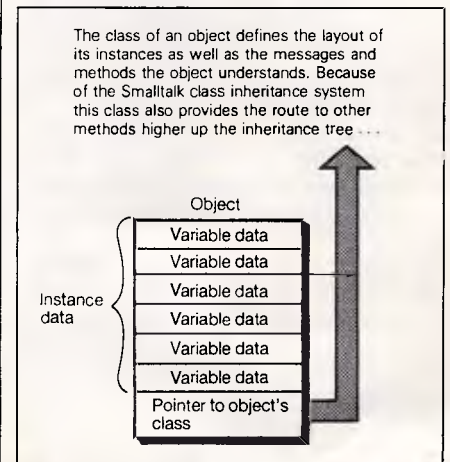 The class of an object defines the layout of
its instances as well as the messages and
methods the object understands. Because
of the Smalltalk class inheritance system
this class also provides the route to other
methods higher up the inheritance tree . . .
Object
Variable data
Variable data
Variable data
Variable data
Variable data
Variable data
Instance
data
Pointer to object's
class